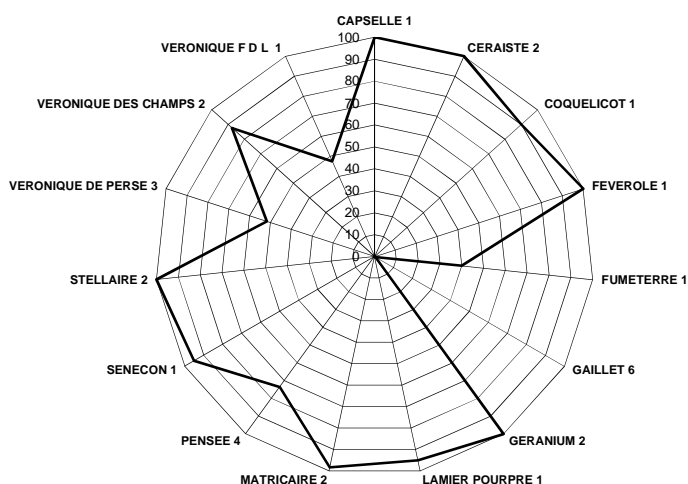 CAPSELLE 1
CERAISTE 2
COQUELICOT 1
FEVEROLE 1
FUMETERRE 1
GAILLET 6
GERANIUM 2
LAMIER POURPRE 1
MATRICAIRE 2
PENSEE 4
SENECON 1
STELLAIRE 2
VERONIQUE DE PERSE 3
VERONIQUE DES CHAMPS 2
VERONIQUE F D L 1
100
90
80
70
60
50
40
30
20
10
0